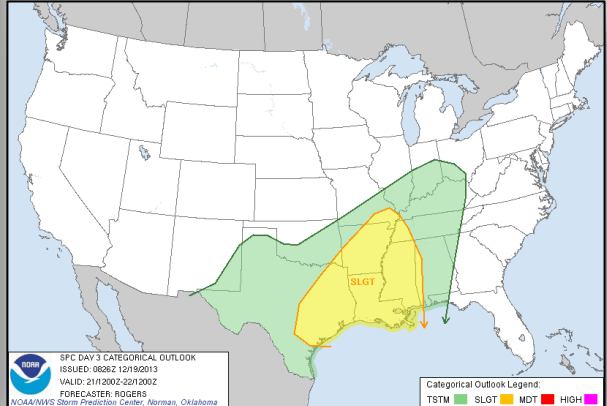 SLGT
NOAA
SPC DAY 3 CATEGORICAL OUTLOOK
ISSUED: 0826Z 12/19/2013
VALID: 21/1200Z-22/1200Z
FORECASTER: ROGERS
NOAA/NWS Storm Prediction Center, Norman, Oklahoma
Categorical Outlook Legend:
TSTM SLGT MDT HIGH